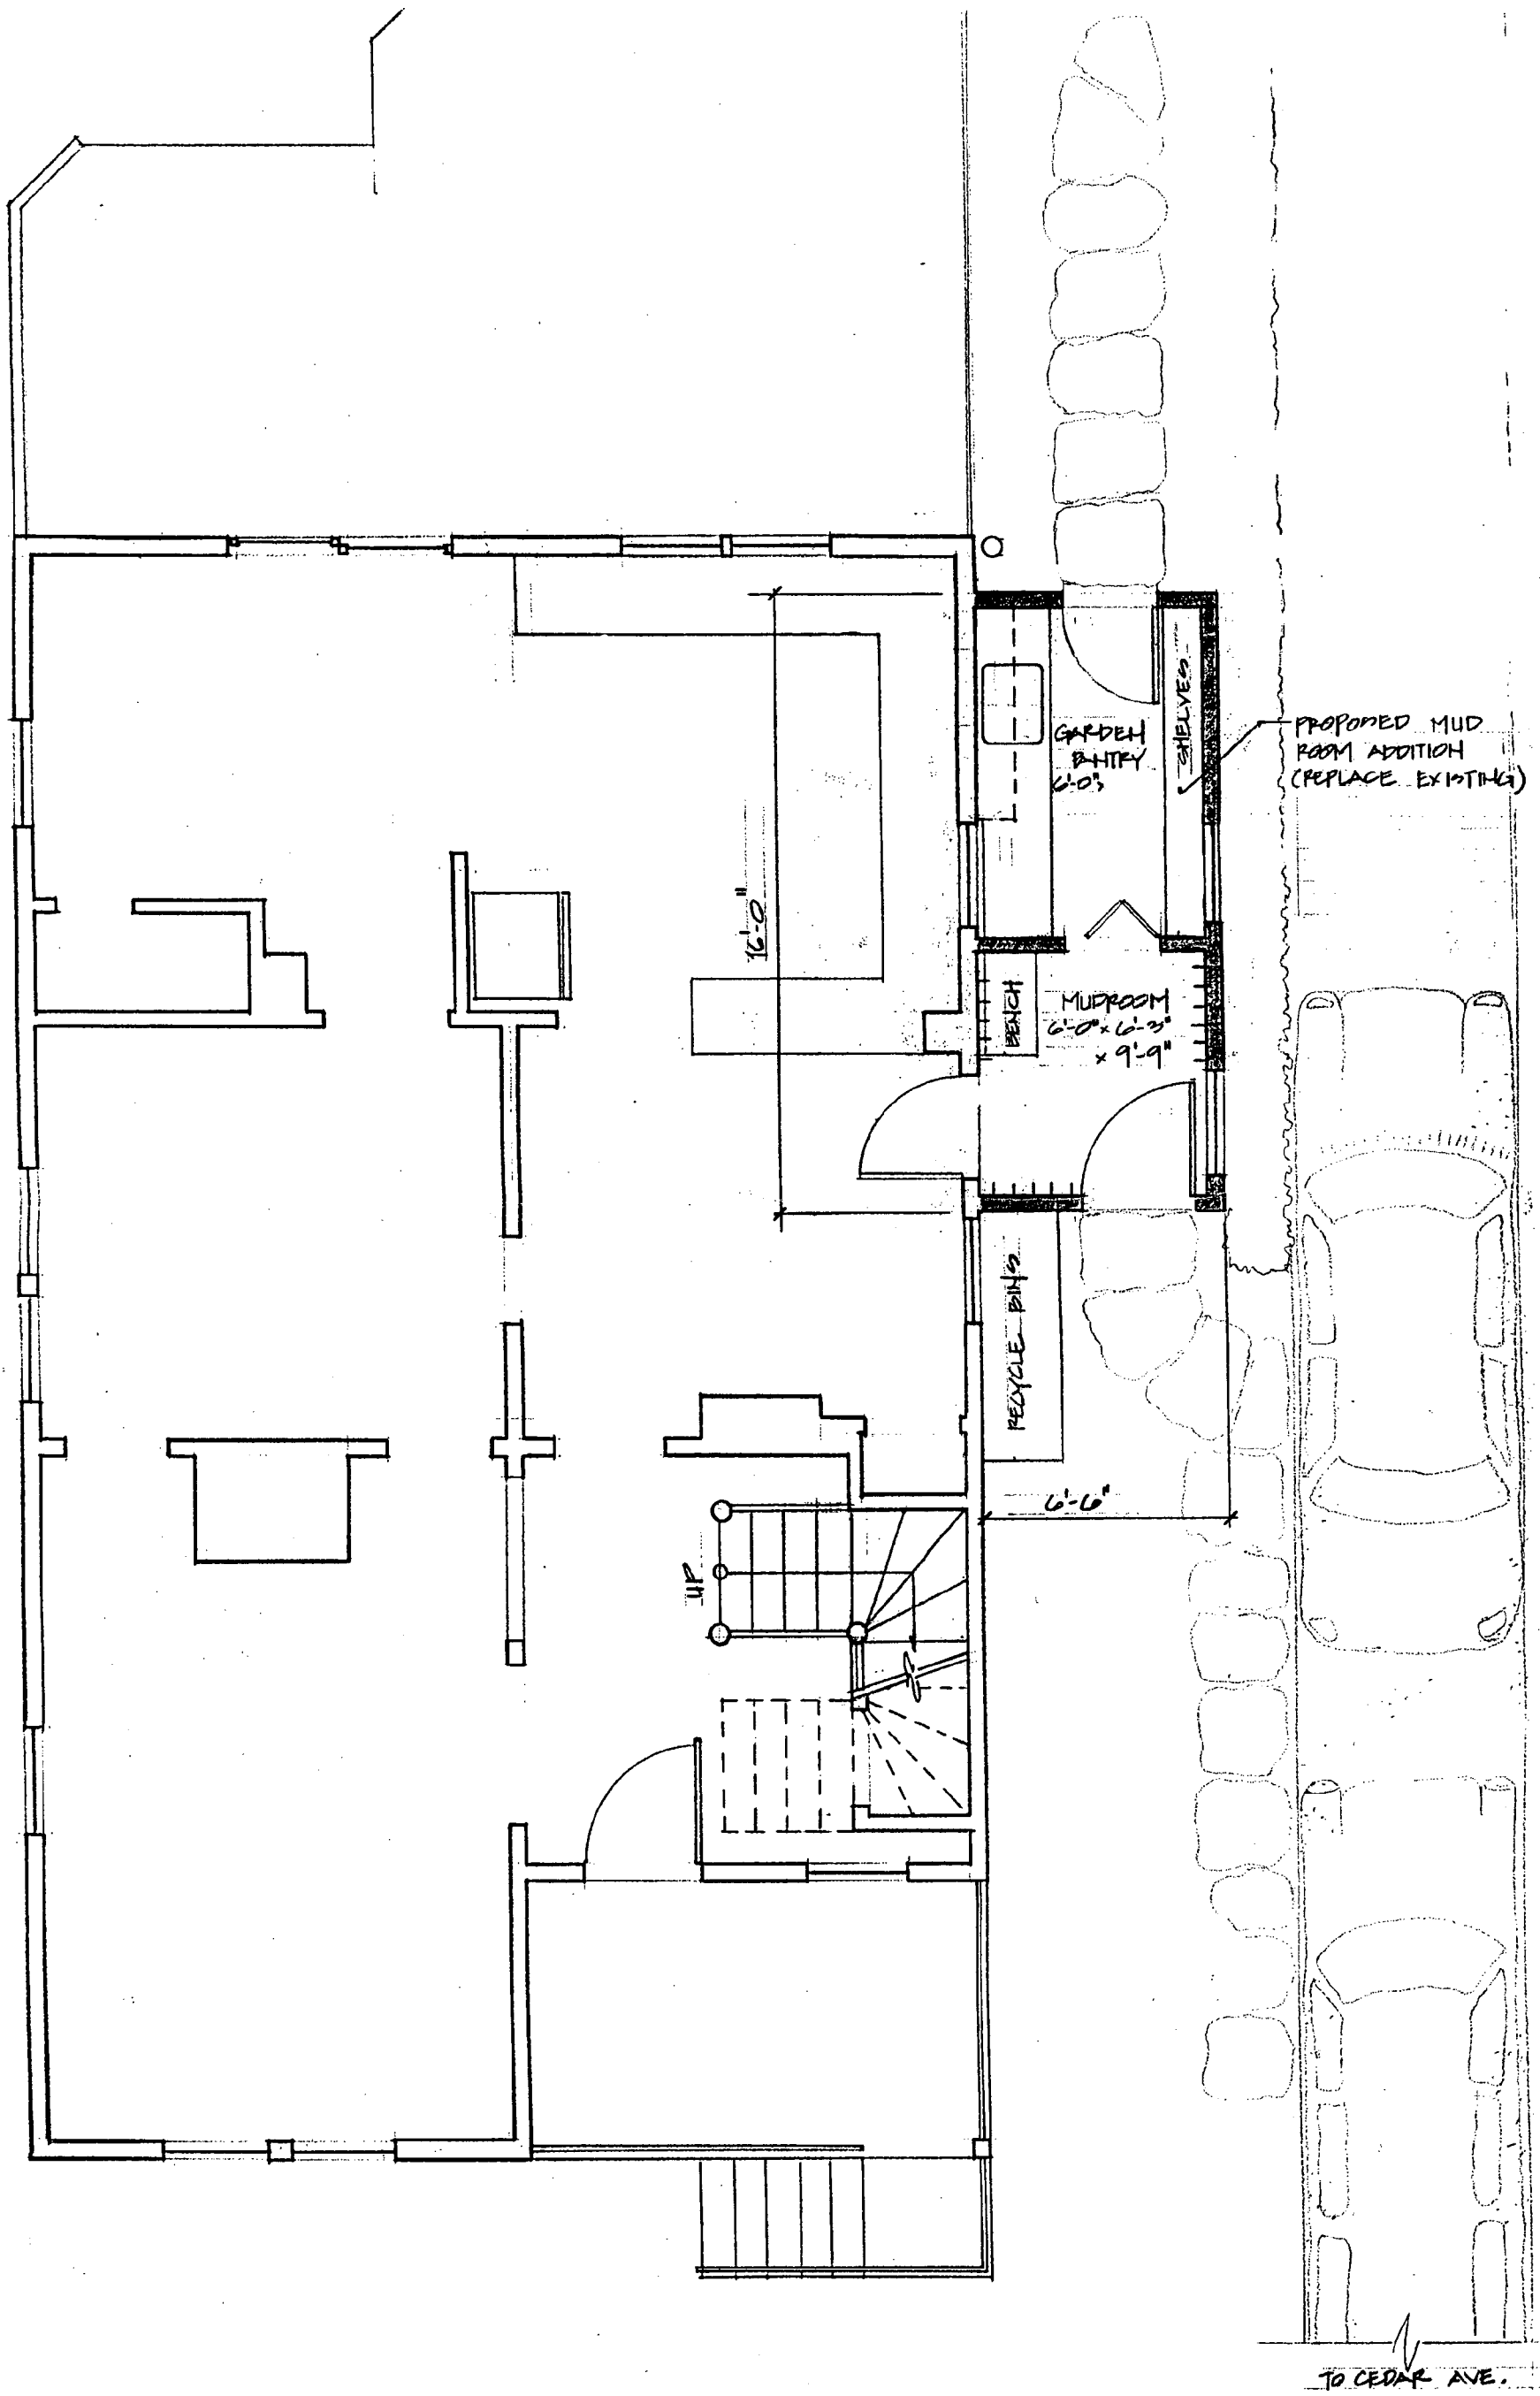 GARDEN
PANTRY
6'-0"
SHELVES
PROPOSED MUD
ROOM ADDITION
(REPLACE EXISTING)
16'-0"
BENCH
MUDROOM
6'-0" x 6'-3"
x 9'-9"
RECYCLE BINS
6'-6"
UP
TO CEDAR AVE.